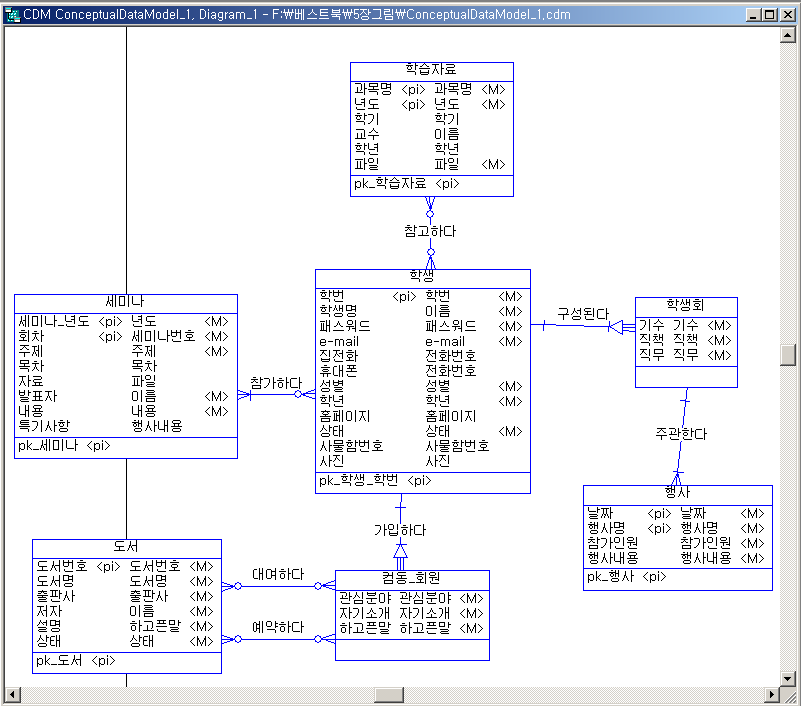 CDM ConceptualDataModel_1, Diagram_1 - F:\베스트북\5장그림\ConceptualDataModel_1.cdm
학습자료
과목명 <pi> 과목명 <M>
년도 <pi> 년도 <M>
학기 학기
교수 이름
학년 학년
파일 파일 <M>
pk_학습자료 <pi>
참고하다
학생
학번 <pi> 학번 <M>
학생명 이름 <M>
패스워드 패스워드 <M>
e-mail e-mail <M>
집전화 전화번호
휴대폰 전화번호
성별 성별 <M>
학년 학년 <M>
홈페이지 홈페이지
상태 상태 <M>
사물함번호 사물함번호
사진 사진
pk_학생_학번 <pi>
세미나
세미나_년도 <pi> 년도 <M>
회차 <pi> 세미나번호 <M>
주제 주제 <M>
목차 목차
자료 파일
발표자 이름 <M>
내용 내용 <M>
특기사항 행사내용
pk_세미나 <pi>
참가하다
구성된다
학생회
기수 기수 <M>
직책 직책 <M>
직무 직무 <M>
주관한다
행사
날짜 <pi> 날짜 <M>
행사명 <pi> 행사명 <M>
참가인원 참가인원 <M>
행사내용 행사내용 <M>
pk_행사 <pi>
가입하다
컴동_회원
관심분야 관심분야 <M>
자기소개 자기소개 <M>
하고픈말 하고픈말 <M>
대여하다
예약하다
도서
도서번호 <pi> 도서번호 <M>
도서명 도서명 <M>
출판사 출판사 <M>
저자 이름 <M>
설명 하고픈말 <M>
상태 상태 <M>
pk_도서 <pi>